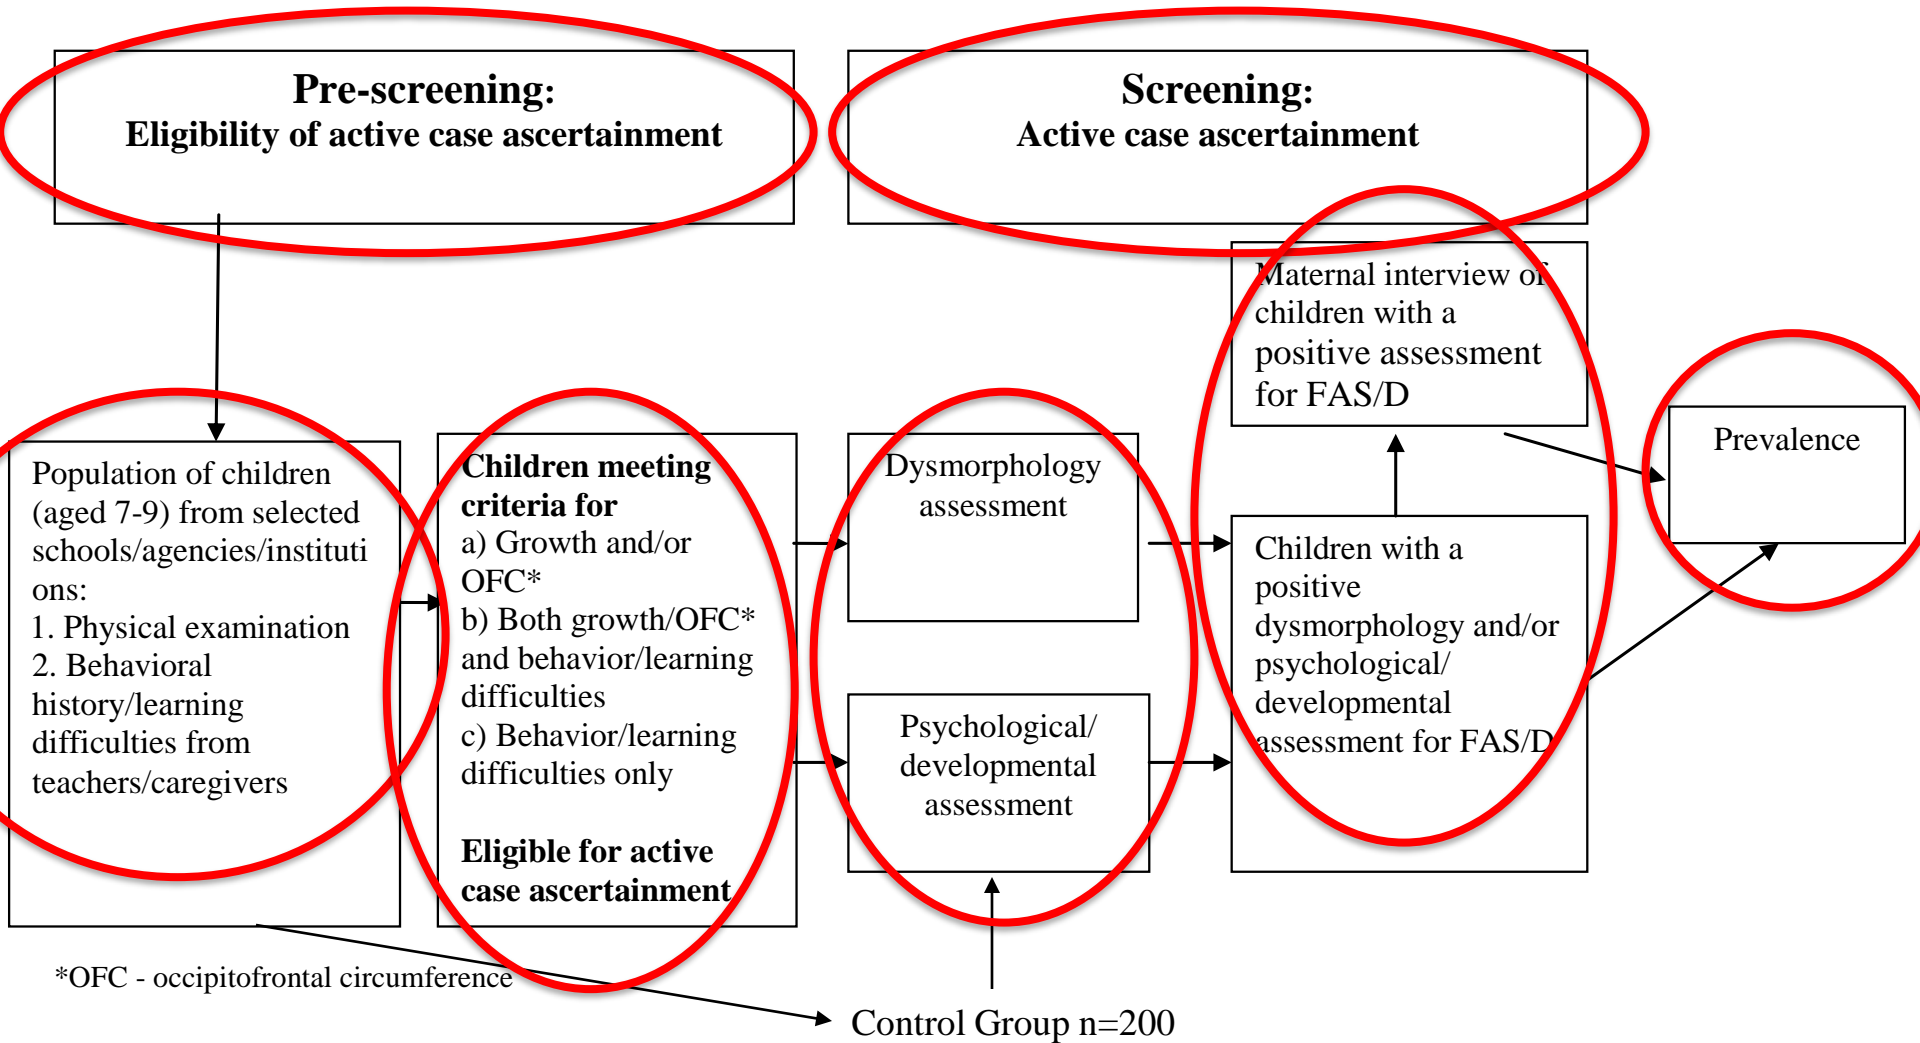 Pre-screening:
Eligibility of active case ascertainment
Screening:
Active case ascertainment
Population of children
(aged 7-9) from selected
schools/agencies/instituti
ons:
1. Physical examination
2. Behavioral
history/learning
difficulties from
teachers/caregivers
Children meeting
criteria for
a) Growth and/or
OFC*
b) Both growth/OFC*
and behavior/learning
difficulties
c) Behavior/learning
difficulties only
Eligible for active
case ascertainment
Dysmorphology
assessment
Psychological/
developmental
assessment
Maternal interview of
children with a
positive assessment
for FAS/D
Children with a
positive
dysmorphology and/or
psychological/
developmental
assessment for FAS/D
Prevalence
*OFC - occipitofrontal circumference
Control Group n=200